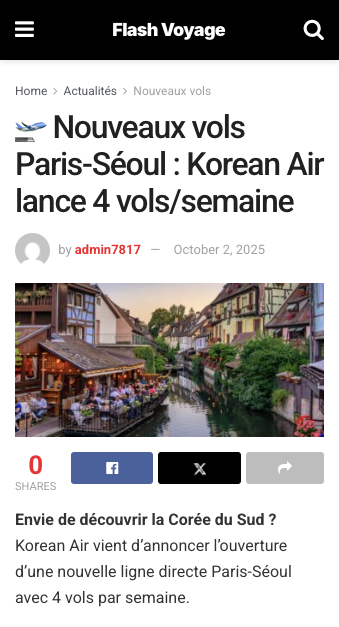 Flash Voyage
Home > Actualités > Nouveaux vols
🛫 Nouveaux vols
Paris-Séoul : Korean Air
lance 4 vols/semaine
by admin7817 — October 2, 2025
0
SHARES
Envie de découvrir la Corée du Sud ?
Korean Air vient d’annoncer l’ouverture
d’une nouvelle ligne directe Paris-Séoul
avec 4 vols par semaine.